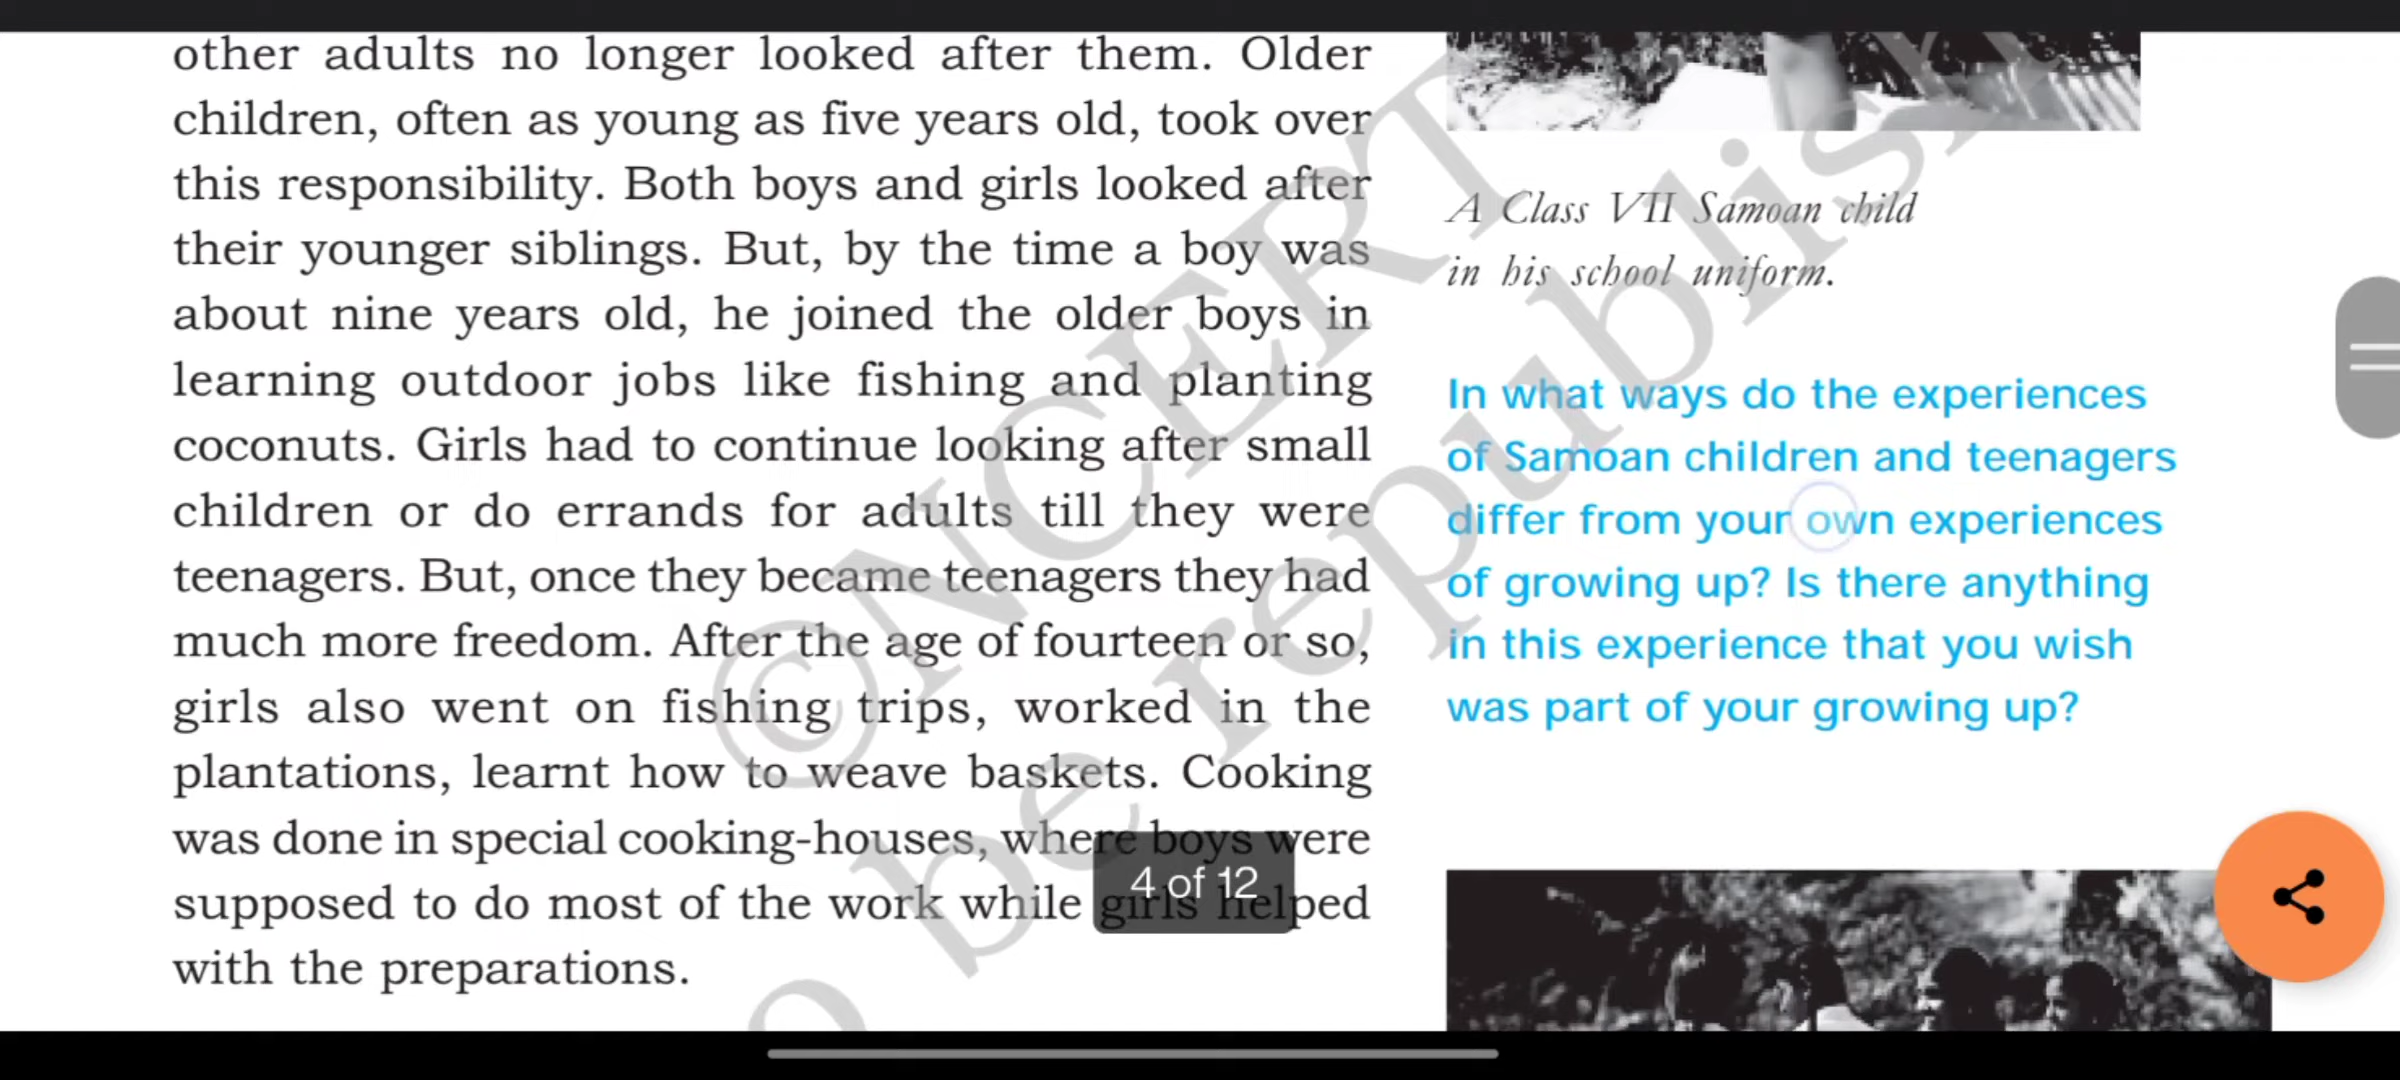 other adults no longer looked after them. Older
children, often as young as five years old, took over
this responsibility. Both boys and girls looked after
their younger siblings. But, by the time a boy was
about nine years old, he joined the older boys in
learning outdoor jobs like fishing and planting
coconuts. Girls had to continue looking after small
children or do errands for adults till they were
teenagers. But, once they became teenagers they had
much more freedom. After the age of fourteen or so,
girls also went on fishing trips, worked in the
plantations, learnt how to weave baskets. Cooking
was done in special cooking-houses, where boys were
supposed to do most of the work while girls helped
with the preparations.
A Class VII Samoan child
in his school uniform.
In what ways do the experiences
of Samoan children and teenagers
differ from your own experiences
of growing up? Is there anything
in this experience that you wish
was part of your growing up?
4 of 12
©NCERT
o be republish